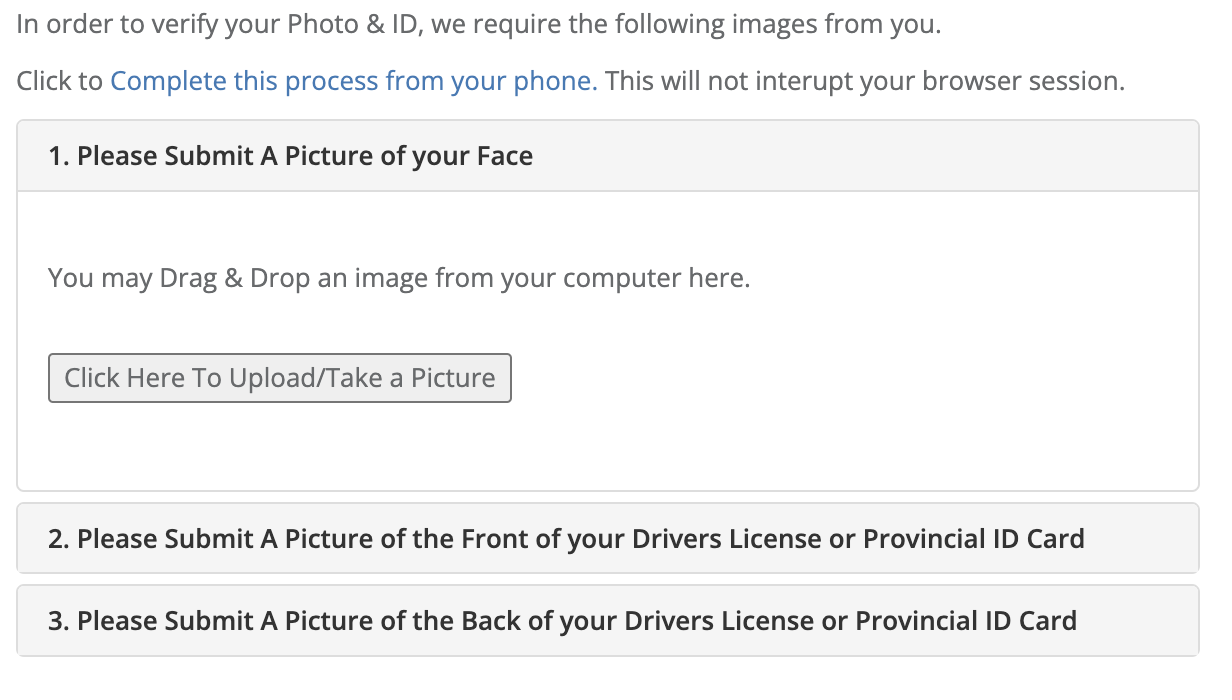 In order to verify your Photo & ID, we require the following images from you.
Click to Complete this process from your phone. This will not interupt your browser session.
1. Please Submit A Picture of your Face
You may Drag & Drop an image from your computer here.
Click Here To Upload/Take a Picture
2. Please Submit A Picture of the Front of your Drivers License or Provincial ID Card
3. Please Submit A Picture of the Back of your Drivers License or Provincial ID Card